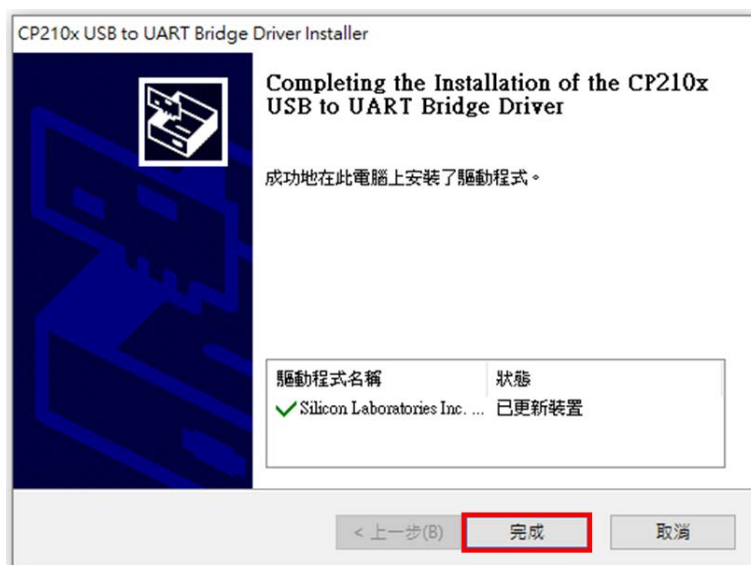 CP210x USB to UART Bridge Driver Installer
Completing the Installation of the CP210x
USB to UART Bridge Driver
成功地在此電腦上安裝了驅動程式。
驅動程式名稱 狀態
Silicon Laboratories Inc. ... 已更新裝置
< 上一步(B) 完成 取消